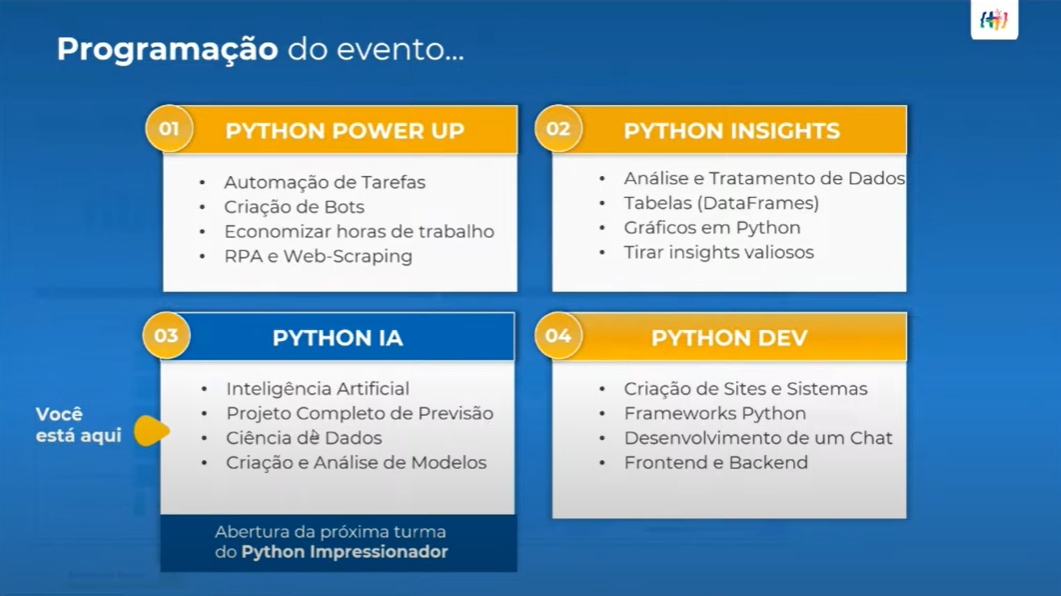 Programação do evento...
01
PYTHON POWER UP
• Automação de Tarefas
• Criação de Bots
• Economizar horas de trabalho
• RPA e Web-Scraping
02
PYTHON INSIGHTS
• Análise e Tratamento de Dados
• Tabelas (DataFrames)
• Gráficos em Python
• Tirar insights valiosos
Você
está aqui
03
PYTHON IA
• Inteligência Artificial
• Projeto Completo de Previsão
• Ciência de Dados
• Criação e Análise de Modelos
Abertura da próxima turma
do Python Impressionador
04
PYTHON DEV
• Criação de Sites e Sistemas
• Frameworks Python
• Desenvolvimento de um Chat
• Frontend e Backend